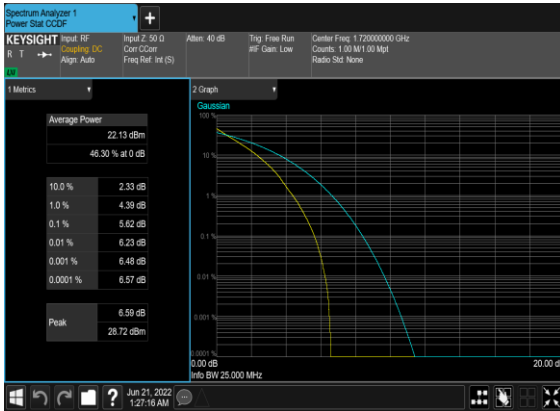 Spectrum Analyzer 1
Power Stat CCDF
KEYSIGHT
R T
LV
Input: RF
Coupling: DC
Align: Auto
Input Z: 50 Ω
Corr CCorr
Freq Ref: Int (S)
Atten: 40 dB
Trig: Free Run
#IF Gain: Low
Center Freq: 1.720000000 GHz
Counts: 1.00 M/1.00 Mpt
Radio Std: None
1 Metrics
Average Power
22.13 dBm
46.30 % at 0 dB
10.0 % 2.33 dB
1.0 % 4.39 dB
0.1 % 5.62 dB
0.01 % 6.23 dB
0.001 % 6.48 dB
0.0001 % 6.57 dB
Peak
6.59 dB
28.72 dBm
2 Graph
Gaussian
100 %
10 %
1 %
0.1 %
0.01 %
0.001 %
0.0001 %
0.00 dB
20.00 d
Info BW 25.000 MHz
?
Jun 21, 2022
1:27:16 AM